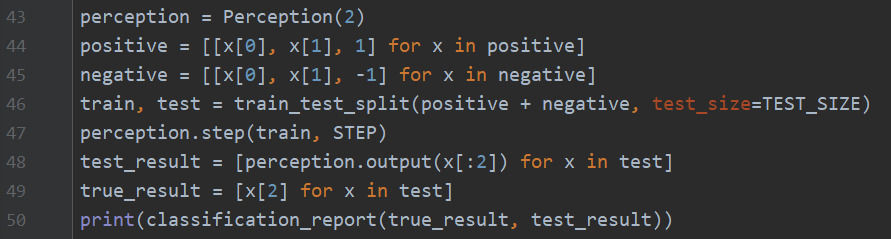 43 perception = Perception(2)
44 positive = [[x[0], x[1], 1] for x in positive]
45 negative = [[x[0], x[1], -1] for x in negative]
46 train, test = train_test_split(positive + negative, test_size=TEST_SIZE)
47 perception.step(train, STEP)
48 test_result = [perception.output(x[:2]) for x in test]
49 true_result = [x[2] for x in test]
50 print(classification_report(true_result, test_result))